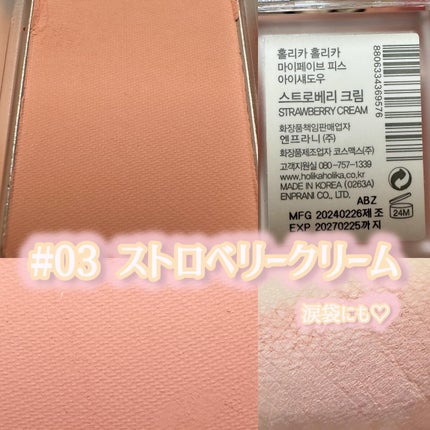 홀리카 홀리카
마이페이브 피스
아이섀도우
스트로베리 크림
STRAWBERRY CREAM
화장품책임판매업자
엔프라니(주)
화장품제조업자 코스맥스(주)
고객상담실 080-757-1339
www.holikaholika.co.kr
MADE IN KOREA (0263A)
ENPRANI CO., LTD.
ABZ
MFG 20240226제조
EXP 20270225까지
24M
8806334369576
#03 ストロベリークリーム
涙袋にも♡